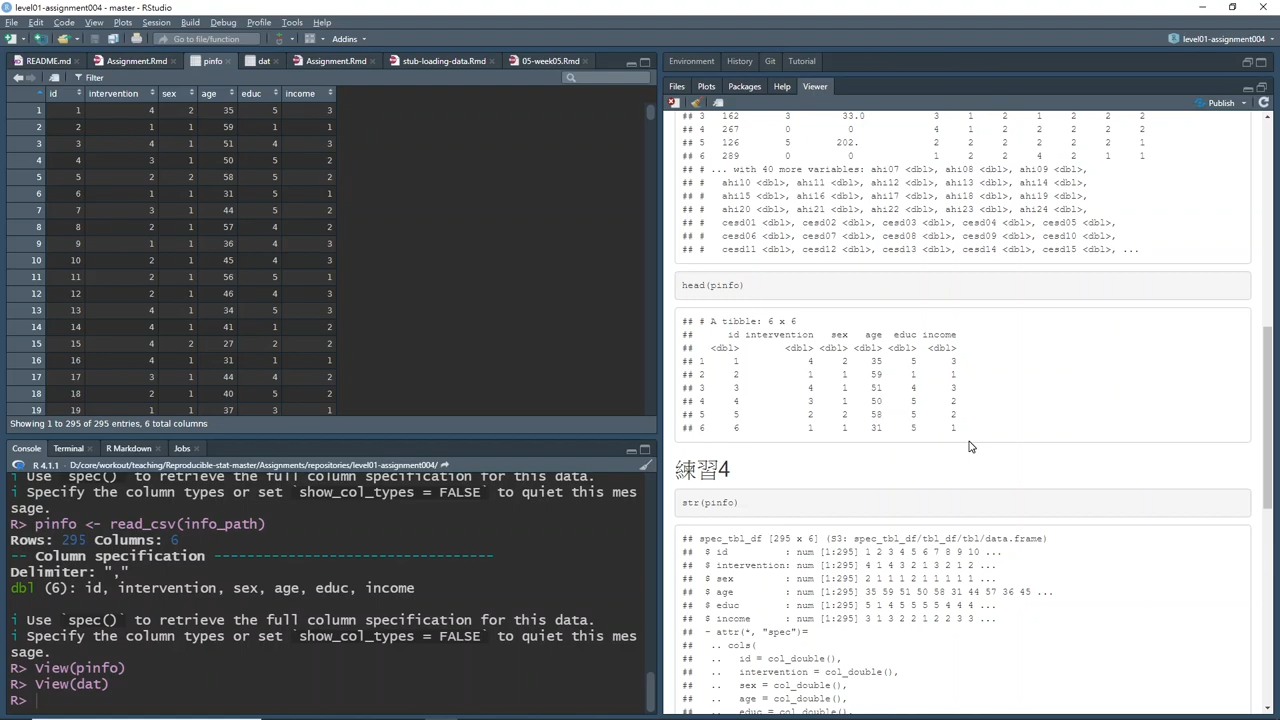 level01-assignment004 - master - RStudio
File Edit Code View Plots Session Build Debug Profile Tools Help
Go to file/function Addins level01-assignment004
README.md Assignment.Rmd pinfo dat Assignment.Rmd stub-loading-data.Rmd 05-week05.Rmd
Filter
id intervention sex age educ income
1 1 4 2 35 5 3
2 2 1 1 59 1 1
3 3 4 1 51 4 3
4 4 3 1 50 5 2
5 5 2 2 58 5 2
6 6 1 1 31 5 1
7 7 3 1 44 5 2
8 8 2 1 57 4 2
9 9 1 1 36 4 3
10 10 2 1 45 4 3
11 11 2 1 56 5 1
12 12 2 1 46 4 3
13 13 4 1 34 5 3
14 14 4 1 41 1 2
15 15 4 2 27 2 2
16 16 4 1 31 1 1
17 17 3 1 44 4 2
18 18 2 1 40 5 2
19 19 1 1 37 3 1
Showing 1 to 295 of 295 entries, 6 total columns
Console Terminal R Markdown Jobs
R 4.1.1 · D:/core/workout/teaching/Reproducible-stat-master/Assignments/repositories/level01-assignment004/
i Use `spec()` to retrieve the full column specification for this data.
i Specify the column types or set `show_col_types = FALSE` to quiet this mes
sage.
R> pinfo <- read_csv(info_path)
Rows: 295 Columns: 6
-- Column specification --------------------------------
Delimiter: ","
dbl (6): id, intervention, sex, age, educ, income
i Use `spec()` to retrieve the full column specification for this data.
i Specify the column types or set `show_col_types = FALSE` to quiet this mes
sage.
R> View(pinfo)
R> View(dat)
R>
Environment History Git Tutorial
Files Plots Packages Help Viewer
Publish
## 3 162 3 33.0 3 1 2 1 2 2 2
## 4 267 0 0 4 1 2 2 2 2 2
## 5 126 5 202. 3 2 2 2 2 2 1
## 6 289 0 0 1 2 2 4 2 1 1
## # ... with 40 more variables: ahi07 <dbl>, ahi08 <dbl>, ahi09 <dbl>,
## # ahi10 <dbl>, ahi11 <dbl>, ahi12 <dbl>, ahi13 <dbl>, ahi14 <dbl>,
## # ahi15 <dbl>, ahi16 <dbl>, ahi17 <dbl>, ahi18 <dbl>, ahi19 <dbl>,
## # ahi20 <dbl>, ahi21 <dbl>, ahi22 <dbl>, ahi23 <dbl>, ahi24 <dbl>,
## # cesd01 <dbl>, cesd02 <dbl>, cesd03 <dbl>, cesd04 <dbl>, cesd05 <dbl>,
## # cesd06 <dbl>, cesd07 <dbl>, cesd08 <dbl>, cesd09 <dbl>, cesd10 <dbl>,
## # cesd11 <dbl>, cesd12 <dbl>, cesd13 <dbl>, cesd14 <dbl>, cesd15 <dbl>, ...
head(pinfo)
## # A tibble: 6 x 6
## id intervention sex age educ income
## <dbl> <dbl> <dbl> <dbl> <dbl> <dbl>
## 1 1 4 2 35 5 3
## 2 2 1 1 59 1 1
## 3 3 4 1 51 4 3
## 4 4 3 1 50 5 2
## 5 5 2 2 58 5 2
## 6 6 1 1 31 5 1
練習4
str(pinfo)
## spec_tbl_df [295 x 6] (S3: spec_tbl_df/tbl_df/tbl/data.frame)
## $ id : num [1:295] 1 2 3 4 5 6 7 8 9 10 ...
## $ intervention: num [1:295] 4 1 4 3 2 1 3 2 1 2 ...
## $ sex : num [1:295] 2 1 1 1 2 1 1 1 1 1 ...
## $ age : num [1:295] 35 59 51 50 58 31 44 57 36 45 ...
## $ educ : num [1:295] 5 1 4 5 5 5 5 4 4 4 ...
## $ income : num [1:295] 3 1 3 2 2 1 2 2 3 3 ...
## - attr(*, "spec")=
## .. cols(
## .. id = col_double(),
## .. intervention = col_double(),
## .. sex = col_double(),
## .. age = col_double(),
## .. educ = col_double(),